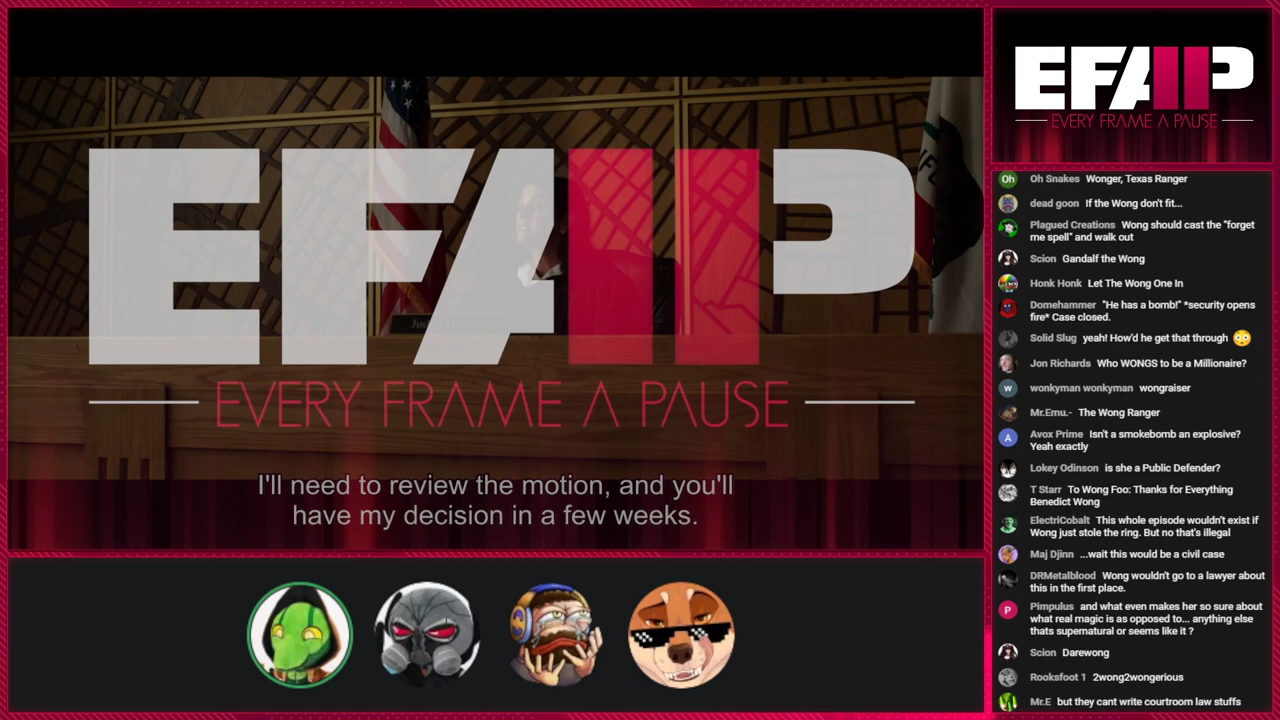 EFAP
EVERY FRAME A PAUSE
I'll need to review the motion, and you'll
have my decision in a few weeks.
EFAP
EVERY FRAME A PAUSE
Oh
Oh Snakes Wonger, Texas Ranger
dead goon If the Wong don't fit...
Plagued Creations Wong should cast the "forget
me spell" and walk out
Scion Gandalf the Wong
Honk Honk Let The Wong One In
Domehammer "He has a bomb!" *security opens
fire* Case closed.
Solid Slug yeah! How'd he get that through 😳
Jon Richards Who WONGS to be a Millionaire?
w
wonkyman wonkyman wongraiser
Mr.Emu.- The Wong Ranger
A
Avox Prime Isn't a smokebomb an explosive?
Yeah exactly
Lokey Odinson is she a Public Defender?
T Starr To Wong Foo: Thanks for Everything
Benedict Wong
ElectriCobalt This whole episode wouldn't exist if
Wong just stole the ring. But no that's illegal
Maj Djinn ...wait this would be a civil case
DRMetalblood Wong wouldn't go to a lawyer about
this in the first place.
P
Pimpulus and what even makes her so sure about
what real magic is as opposed to... anything else
thats supernatural or seems like it ?
Scion Darewong
Rooksfoot 1 2wong2wongerious
Mr.E but they cant write courtroom law stuffs